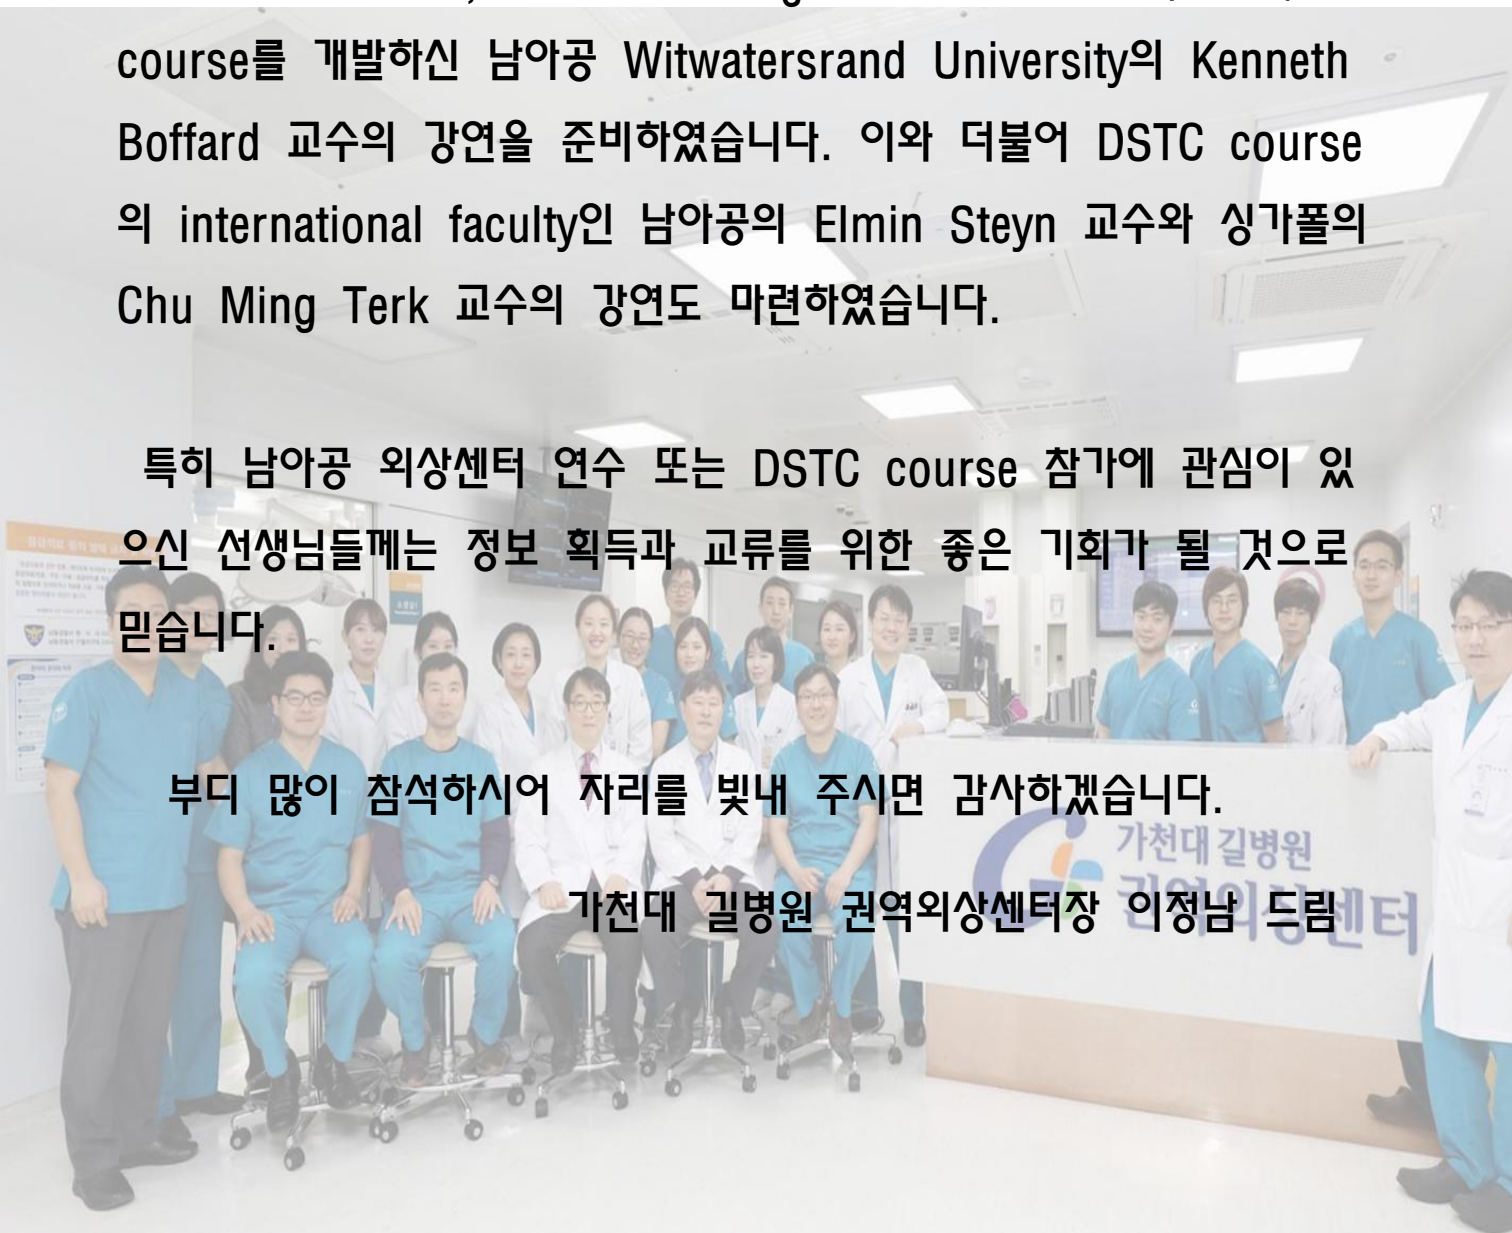 course를 개발하신 남아공 Witwatersrand University의 Kenneth
Boffard 교수의 강연을 준비하였습니다. 이와 더불어 DSTC course
의 international faculty인 남아공의 Elmin Steyn 교수와 싱가폴의
Chu Ming Terk 교수의 강연도 마련하였습니다.
특히 남아공 외상센터 연수 또는 DSTC course 참가에 관심이 있
으신 선생님들께는 정보 획득과 교류를 위한 좋은 기회가 될 것으로
믿습니다.
부디 많이 참석하시어 자리를 빛내 주시면 감사하겠습니다.
가천대 길병원 권역외상센터장 이정남 드림
가천대 길병원
권역외상센터